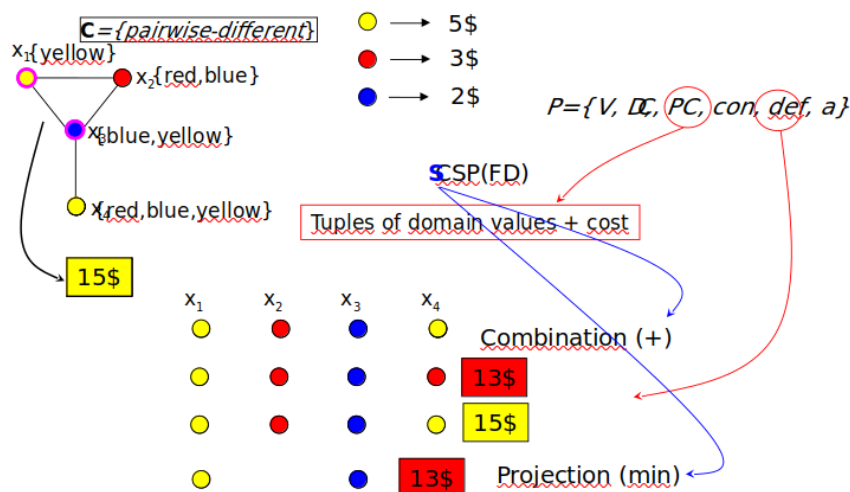 C={pairwise-different}
5$
x1{yellow}
x2{red,blue}
3$
2$
P={V, D, C, PC, con, def, a}
x3{blue,yellow}
SCSP(FD)
x4{red,blue,yellow}
Tuples of domain values + cost
15$
x1 x2 x3 x4
Combination (+)
13$
15$
13$
Projection (min)